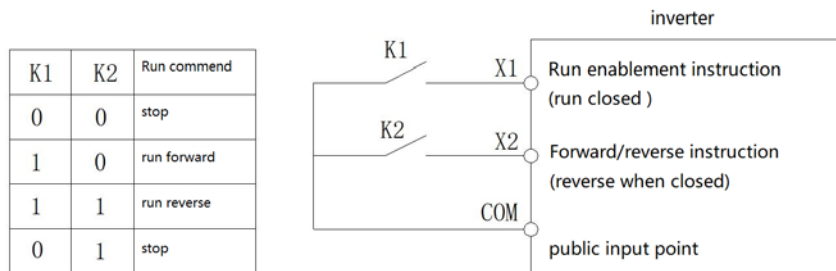 inverter
K1 K2 Run commend
0 0 stop
1 0 run forward
1 1 run reverse
0 1 stop
K1
X1 Run enablement instruction
(run closed )
K2
X2 Forward/reverse instruction
(reverse when closed)
COM
public input point